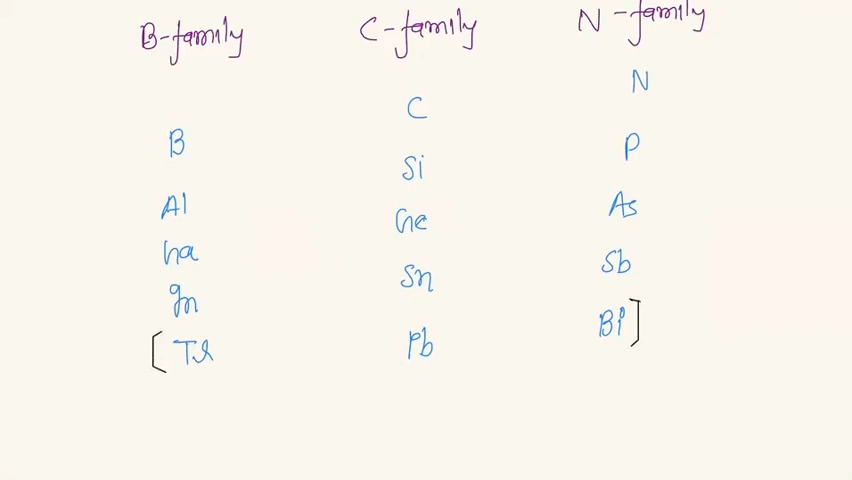 B-family C-family N-family
B C N
Al Si P
Ga Ge As
In Sn Sb
[ Tl Pb Bi ]